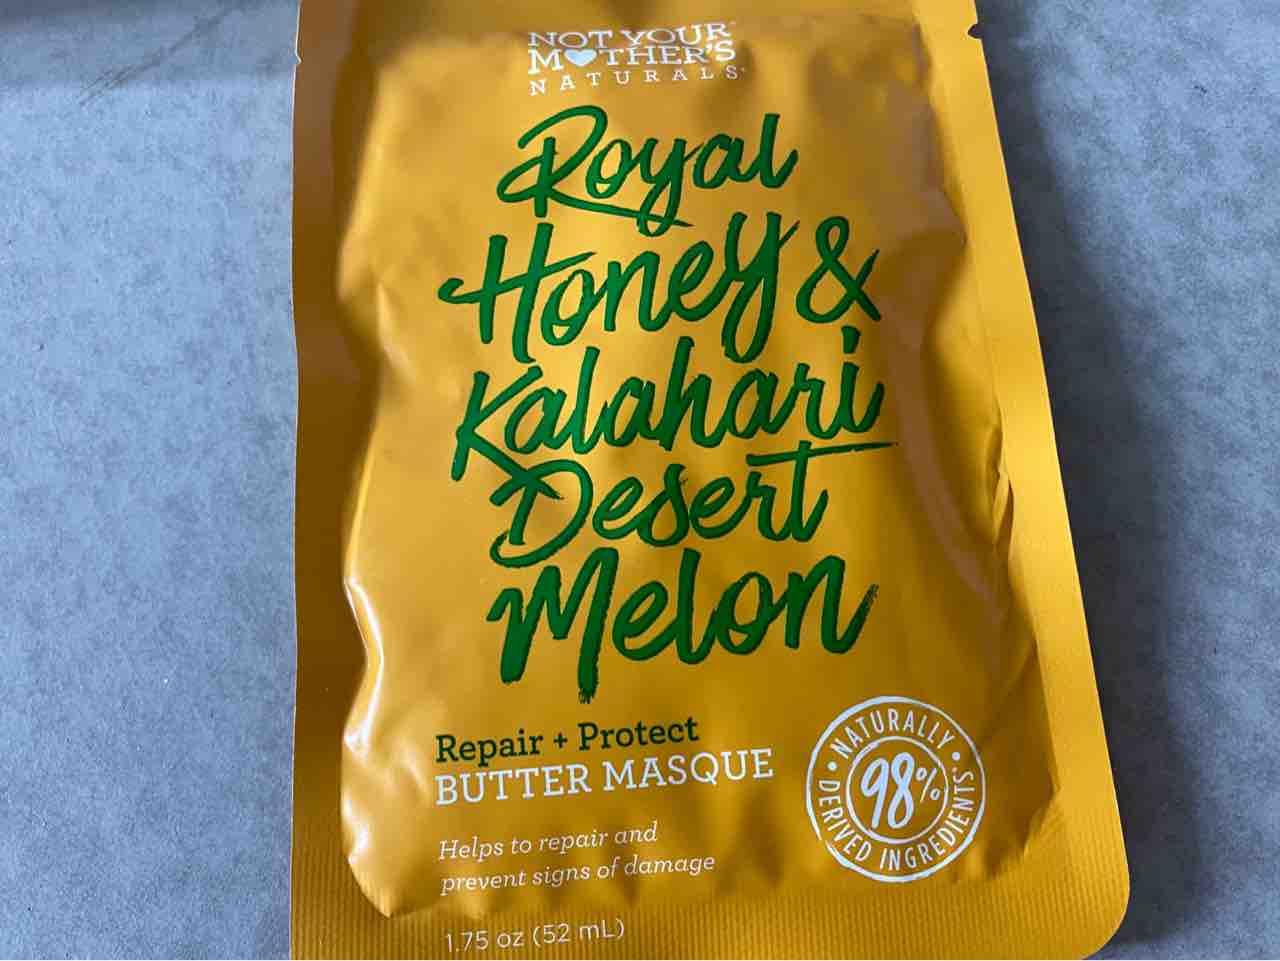 NOT YOUR
MOTHER'S
NATURALS
Royal
Honey &
Kalahari
Desert
Melon
Repair + Protect
BUTTER MASQUE
Helps to repair and
prevent signs of damage
1.75 oz (52 mL)
NATURALLY
98%
DERIVED INGREDIENTS